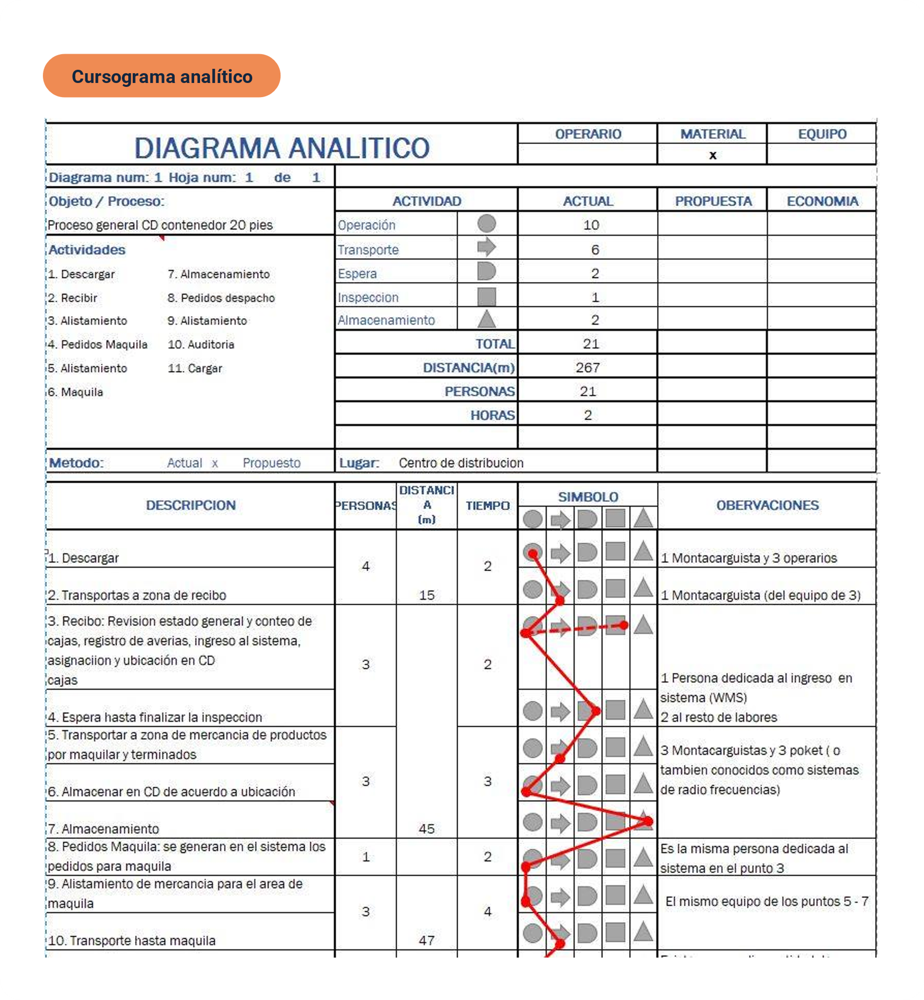 Cursograma analítico
DIAGRAMA ANALITICO
OPERARIO MATERIAL EQUIPO
x
Diagrama num: 1 Hoja num: 1 de 1
Objeto / Proceso:
ACTIVIDAD ACTUAL PROPUESTA ECONOMIA
Proceso general CD contenedor 20 pies
Operación 10
Actividades
Transporte 6
1. Descargar 7. Almacenamiento
Espera 2
2. Recibir 8. Pedidos despacho
Inspeccion 1
3. Alistamiento 9. Alistamiento
Almacenamiento 2
4. Pedidos Maquila 10. Auditoria
TOTAL 21
5. Alistamiento 11. Cargar
DISTANCIA(m) 267
6. Maquila
PERSONAS 21
HORAS 2
Metodo: Actual x Propuesto
Lugar: Centro de distribucion
DESCRIPCION
PERSONAS
DISTANCI
A
(m)
TIEMPO
SIMBOLO
OBERVACIONES
1. Descargar
4
2
1 Montacarguista y 3 operarios
2. Transportas a zona de recibo
15
1 Montacarguista (del equipo de 3)
3. Recibo: Revision estado general y conteo de
cajas, registro de averias, ingreso al sistema,
asignaciion y ubicación en CD
cajas
3
2
1 Persona dedicada al ingreso en
sistema (WMS)
2 al resto de labores
4. Espera hasta finalizar la inspeccion
5. Transportar a zona de mercancia de productos
por maquilar y terminados
3
3
3 Montacarguistas y 3 poket ( o
tambien conocidos como sistemas
de radio frecuencias)
6. Almacenar en CD de acuerdo a ubicación
7. Almacenamiento
45
8. Pedidos Maquila: se generan en el sistema los
pedidos para maquila
1
2
Es la misma persona dedicada al
sistema en el punto 3
9. Alistamiento de mercancia para el area de
maquila
3
4
El mismo equipo de los puntos 5 - 7
10. Transporte hasta maquila
47